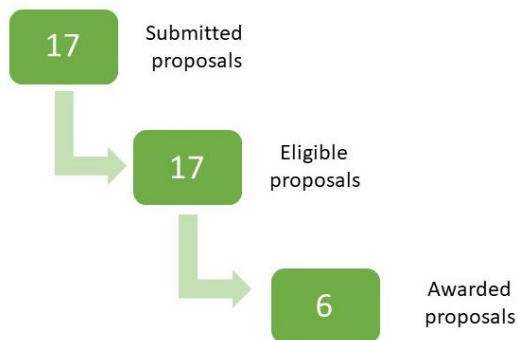 17
Submitted
proposals
17
Eligible
proposals
6
Awarded
proposals